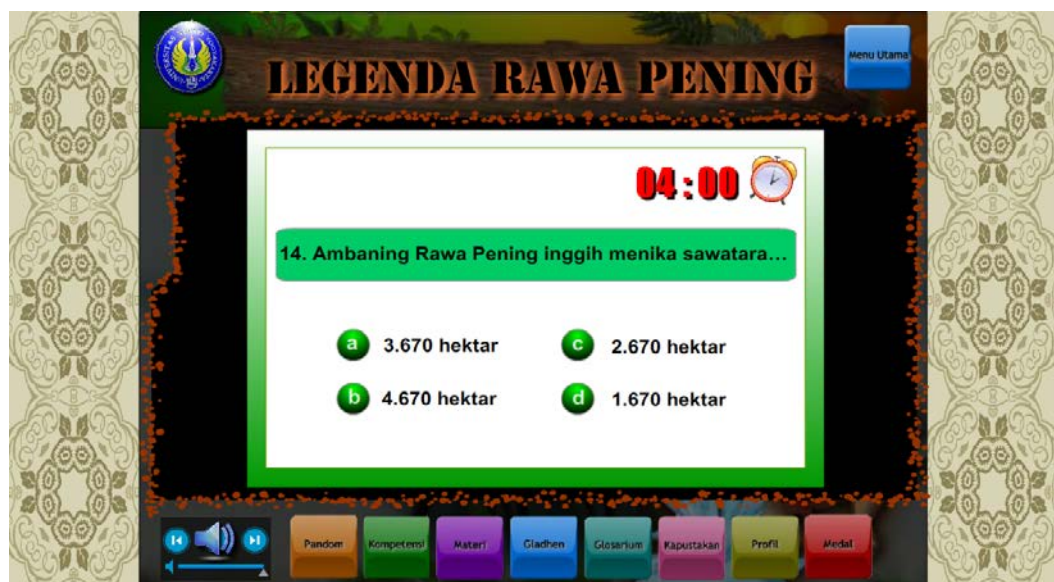 LEGENDA RAWA PENING
Menu Utama
04:00
14. Ambaning Rawa Pening inggih menika sawatara...
a 3.670 hektar
c 2.670 hektar
b 4.670 hektar
d 1.670 hektar
Pandom
Kompetensi
Materi
Gladhen
Glosarium
Kapustakan
Profil
Medal